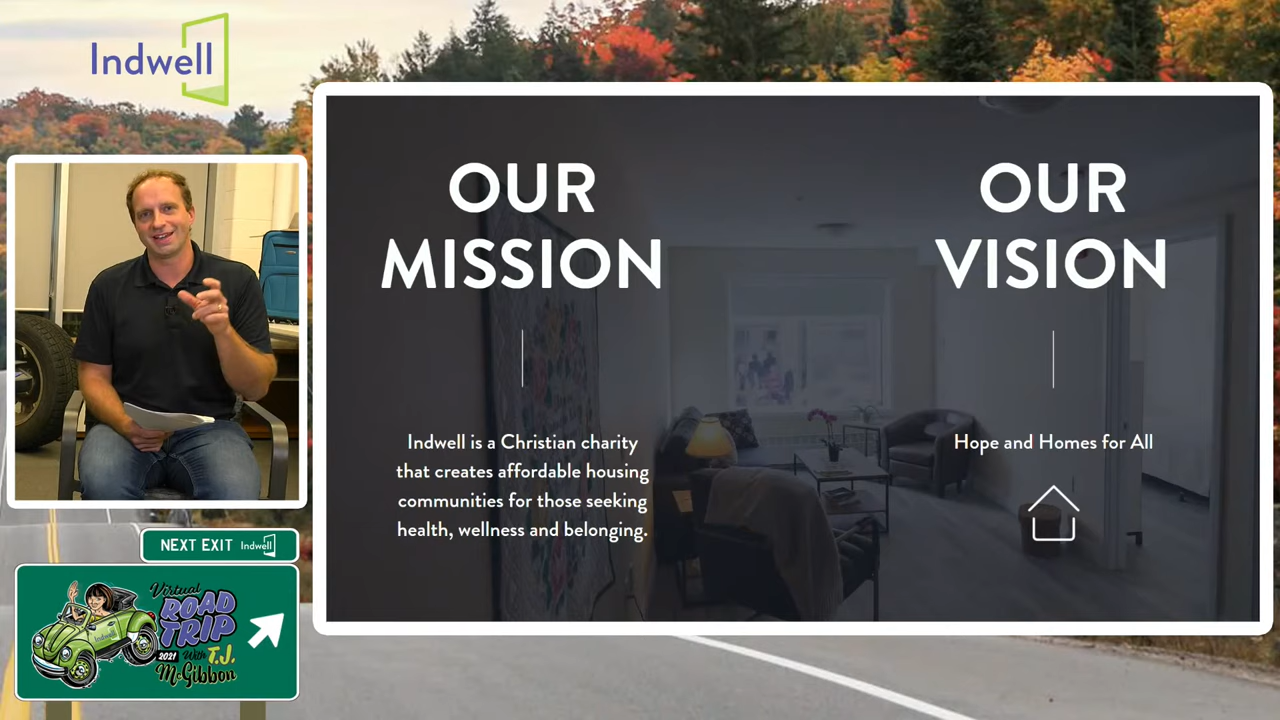 Indwell
OUR
MISSION
Indwell is a Christian charity
that creates affordable housing
communities for those seeking
health, wellness and belonging.
OUR
VISION
Hope and Homes for All
NEXT EXIT Indwell
Virtual
ROAD
TRIP
2021 With T.J.
McGibbon
Indwell